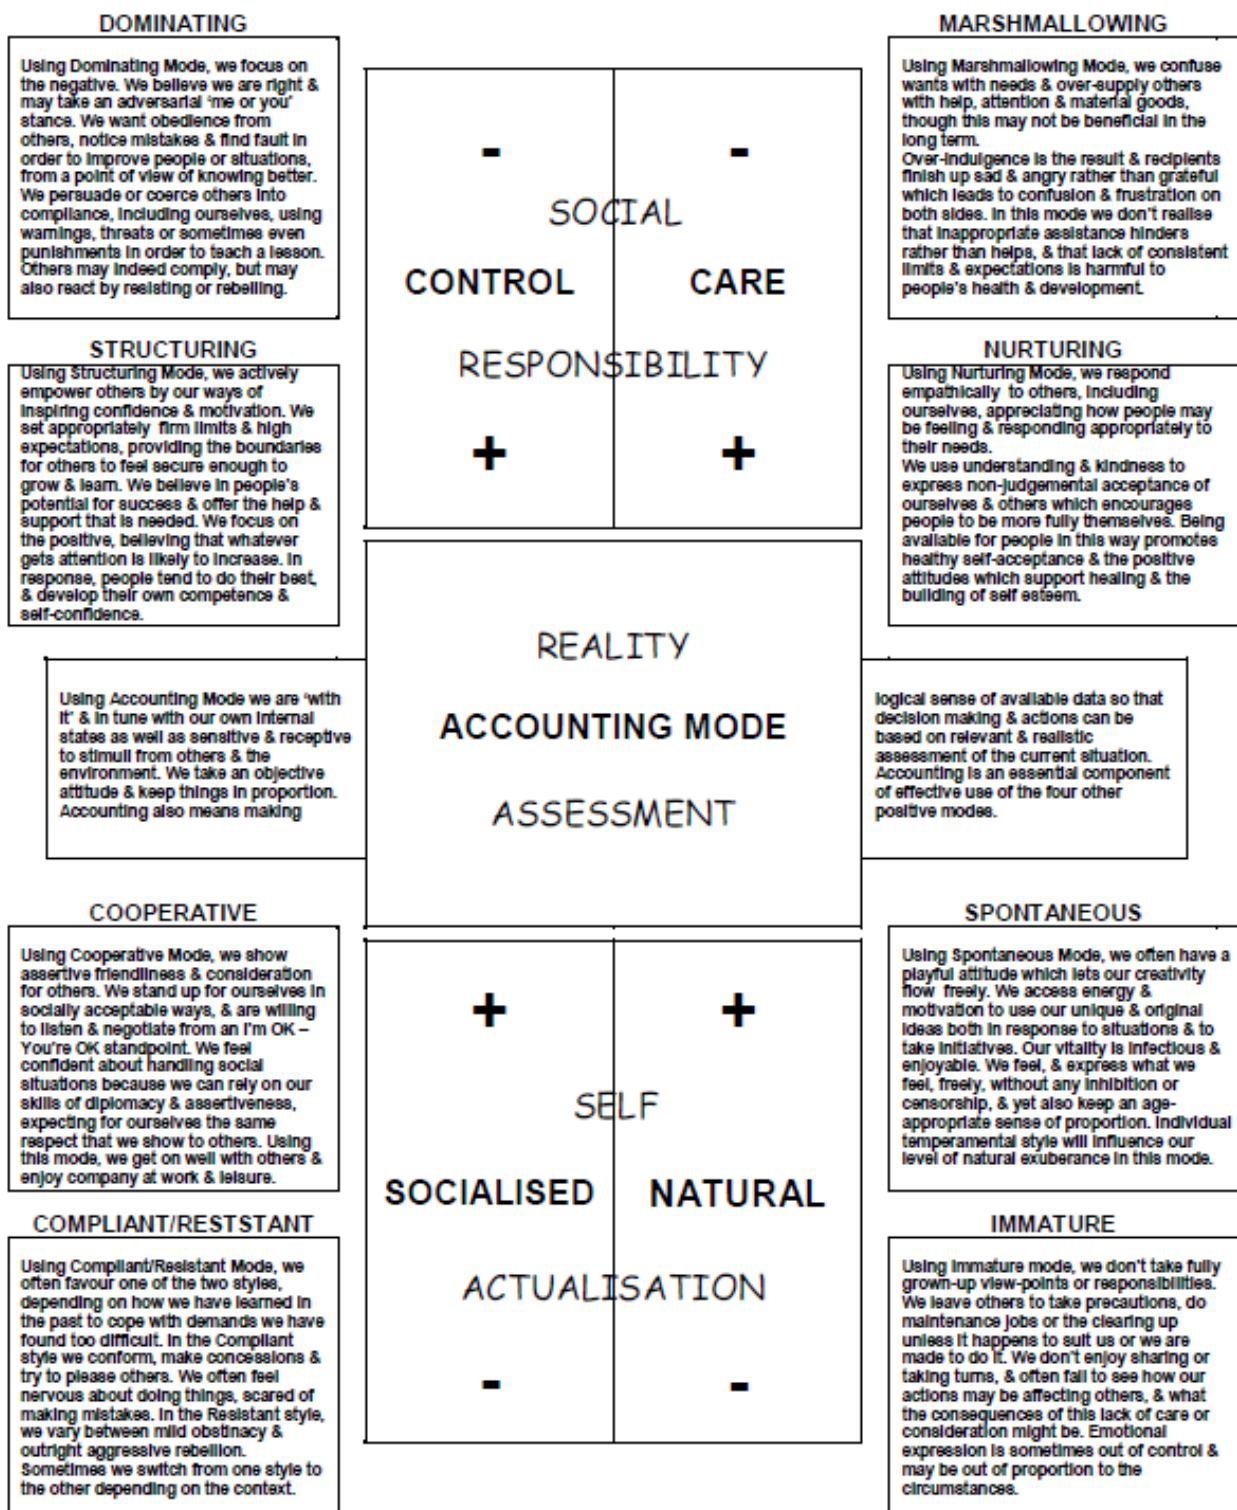 DOMINATING
Using Dominating Mode, we focus on
the negative. We believe we are right &
may take an adversarial 'me or you'
stance. We want obedience from
others, notice mistakes & find fault in
order to improve people or situations,
from a point of view of knowing better.
We persuade or coerce others into
compliance, including ourselves, using
warnings, threats or sometimes even
punishments in order to teach a lesson.
Others may indeed comply, but may
also react by resisting or rebelling.
STRUCTURING
Using Structuring Mode, we actively
empower others by our ways of
inspiring confidence & motivation. We
set appropriately firm limits & high
expectations, providing the boundaries
for others to feel secure enough to
grow & learn. We believe in people's
potential for success & offer the help &
support that is needed. We focus on
the positive, believing that whatever
gets attention is likely to increase. In
response, people tend to do their best,
& develop their own competence &
self-confidence.
- -
SOCIAL
CONTROL CARE
RESPONSIBILITY
+ +
MARSHMALLOWING
Using Marshmallowing Mode, we confuse
wants with needs & over-supply others
with help, attention & material goods,
though this may not be beneficial in the
long term.
Over-indulgence is the result & recipients
finish up sad & angry rather than grateful
which leads to confusion & frustration on
both sides. In this mode we don't realise
that inappropriate assistance hinders
rather than helps, & that lack of consistent
limits & expectations is harmful to
people's health & development.
NURTURING
Using Nurturing Mode, we respond
empathically to others, including
ourselves, appreciating how people may
be feeling & responding appropriately to
their needs.
We use understanding & kindness to
express non-judgemental acceptance of
ourselves & others which encourages
people to be more fully themselves. Being
available for people in this way promotes
healthy self-acceptance & the positive
attitudes which support healing & the
building of self esteem.
Using Accounting Mode we are 'with
it' & in tune with our own internal
states as well as sensitive & receptive
to stimuli from others & the
environment. We take an objective
attitude & keep things in proportion.
Accounting also means making
REALITY
ACCOUNTING MODE
ASSESSMENT
logical sense of available data so that
decision making & actions can be
based on relevant & realistic
assessment of the current situation.
Accounting is an essential component
of effective use of the four other
positive modes.
COOPERATIVE
Using Cooperative Mode, we show
assertive friendliness & consideration
for others. We stand up for ourselves in
socially acceptable ways, & are willing
to listen & negotiate from an I'm OK –
You're OK standpoint. We feel
confident about handling social
situations because we can rely on our
skills of diplomacy & assertiveness,
expecting for ourselves the same
respect that we show to others. Using
this mode, we get on well with others &
enjoy company at work & leisure.
COMPLIANT/RESTSTANT
Using Compliant/Resistant Mode, we
often favour one of the two styles,
depending on how we have learned in
the past to cope with demands we have
found too difficult. In the Compliant
style we conform, make concessions &
try to please others. We often feel
nervous about doing things, scared of
making mistakes. In the Resistant style,
we vary between mild obstinacy &
outright aggressive rebellion.
Sometimes we switch from one style to
the other depending on the context.
+ +
SELF
SOCIALISED NATURAL
ACTUALISATION
- -
SPONTANEOUS
Using Spontaneous Mode, we often have a
playful attitude which lets our creativity
flow freely. We access energy &
motivation to use our unique & original
ideas both in response to situations & to
take initiatives. Our vitality is infectious &
enjoyable. We feel, & express what we
feel, freely, without any inhibition or
censorship, & yet also keep an age-
appropriate sense of proportion. Individual
temperamental style will influence our
level of natural exuberance in this mode.
IMMATURE
Using immature mode, we don't take fully
grown-up view-points or responsibilities.
We leave others to take precautions, do
maintenance jobs or the clearing up
unless it happens to suit us or we are
made to do it. We don't enjoy sharing or
taking turns, & often fail to see how our
actions may be affecting others, & what
the consequences of this lack of care or
consideration might be. Emotional
expression is sometimes out of control &
may be out of proportion to the
circumstances.